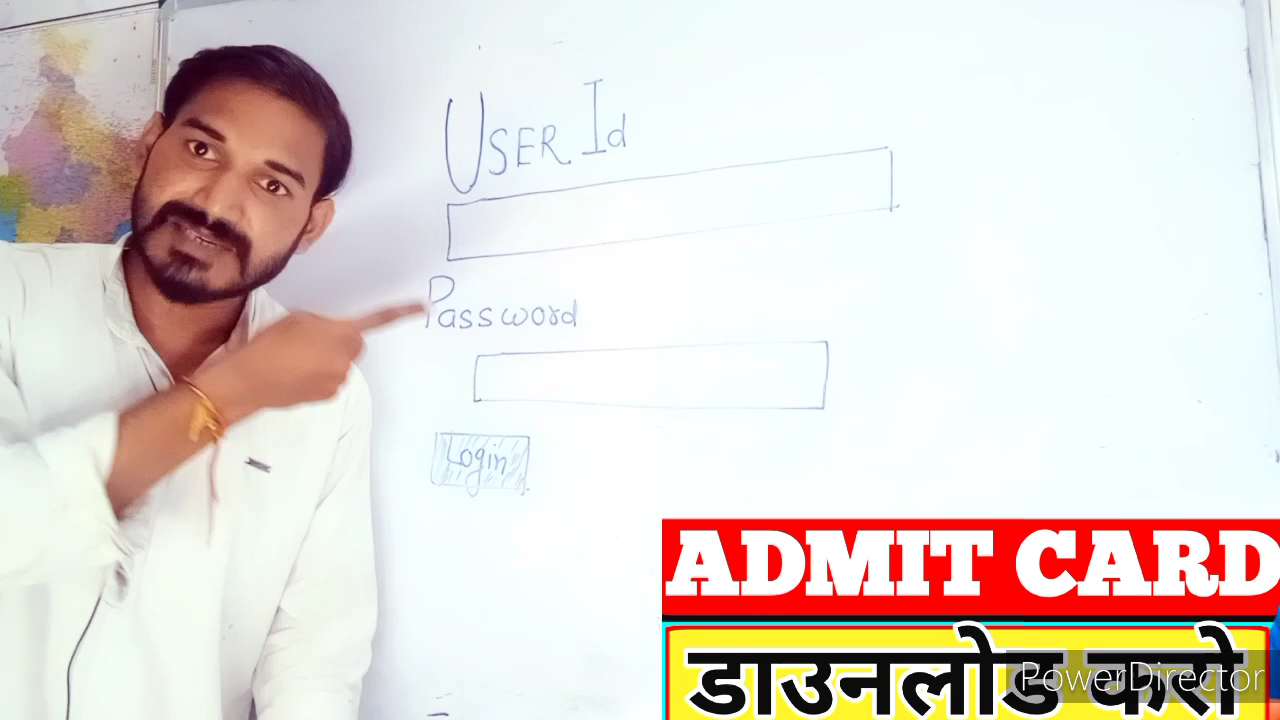 USER Id
Password
Login
ADMIT CARD
डाउनलोड करो
PowerDirector